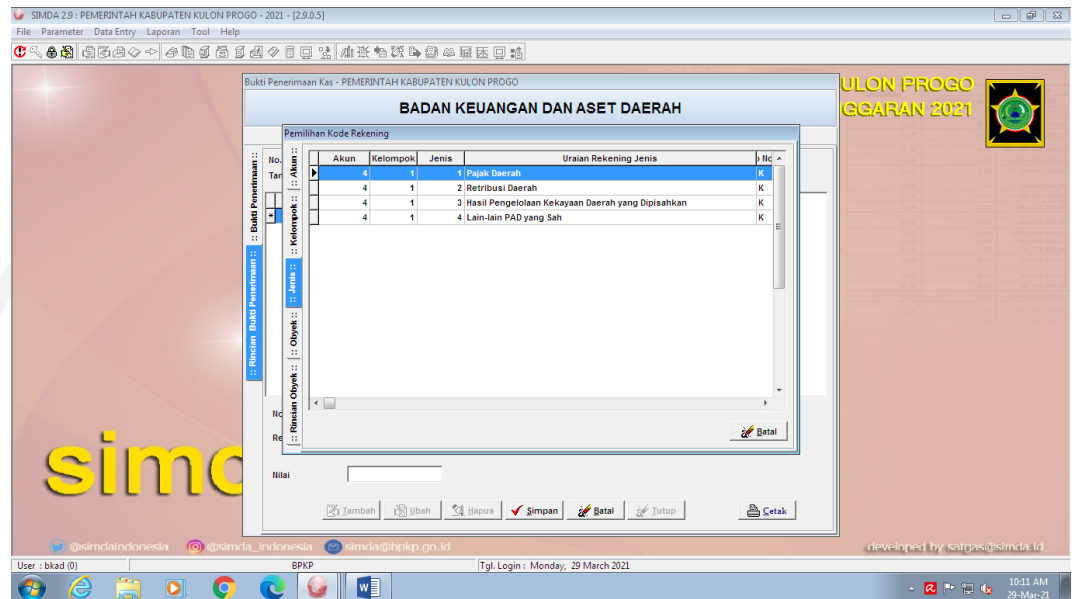 SIMDA 2.9 : PEMERINTAH KABUPATEN KULON PROGO - 2021 - [2.9.0.5]
File Parameter Data Entry Laporan Tool Help
ULON PROGO
GGARAN 2021
Bukti Penerimaan Kas - PEMERINTAH KABUPATEN KULON PROGO
BADAN KEUANGAN DAN ASET DAERAH
Pemilihan Kode Rekening
:: Bukti Penerimaan ::
:: Rincian Bukti Penerimaan ::
No.
Tan
:: Akun ::
:: Kelompok ::
:: Jenis ::
:: Obyek ::
:: Rincian Obyek ::
Akun Kelompok Jenis Uraian Rekening Jenis
4 1 1 Pajak Daerah K
4 1 2 Retribusi Daerah K
4 1 3 Hasil Pengelolaan Kekayaan Daerah yang Dipisahkan K
4 1 4 Lain-lain PAD yang Sah K
Batal
Re
Nilai
Tambah Ubah Hapus Simpan Batal Tutup Cetak
simd
@simdaindonesia @simda_indonesia simda@bpkp.go.id developed by satgas@simda.id
User : bkad (0) BPKP Tgl. Login : Monday, 29 March 2021
10:11 AM
29-Mar-21